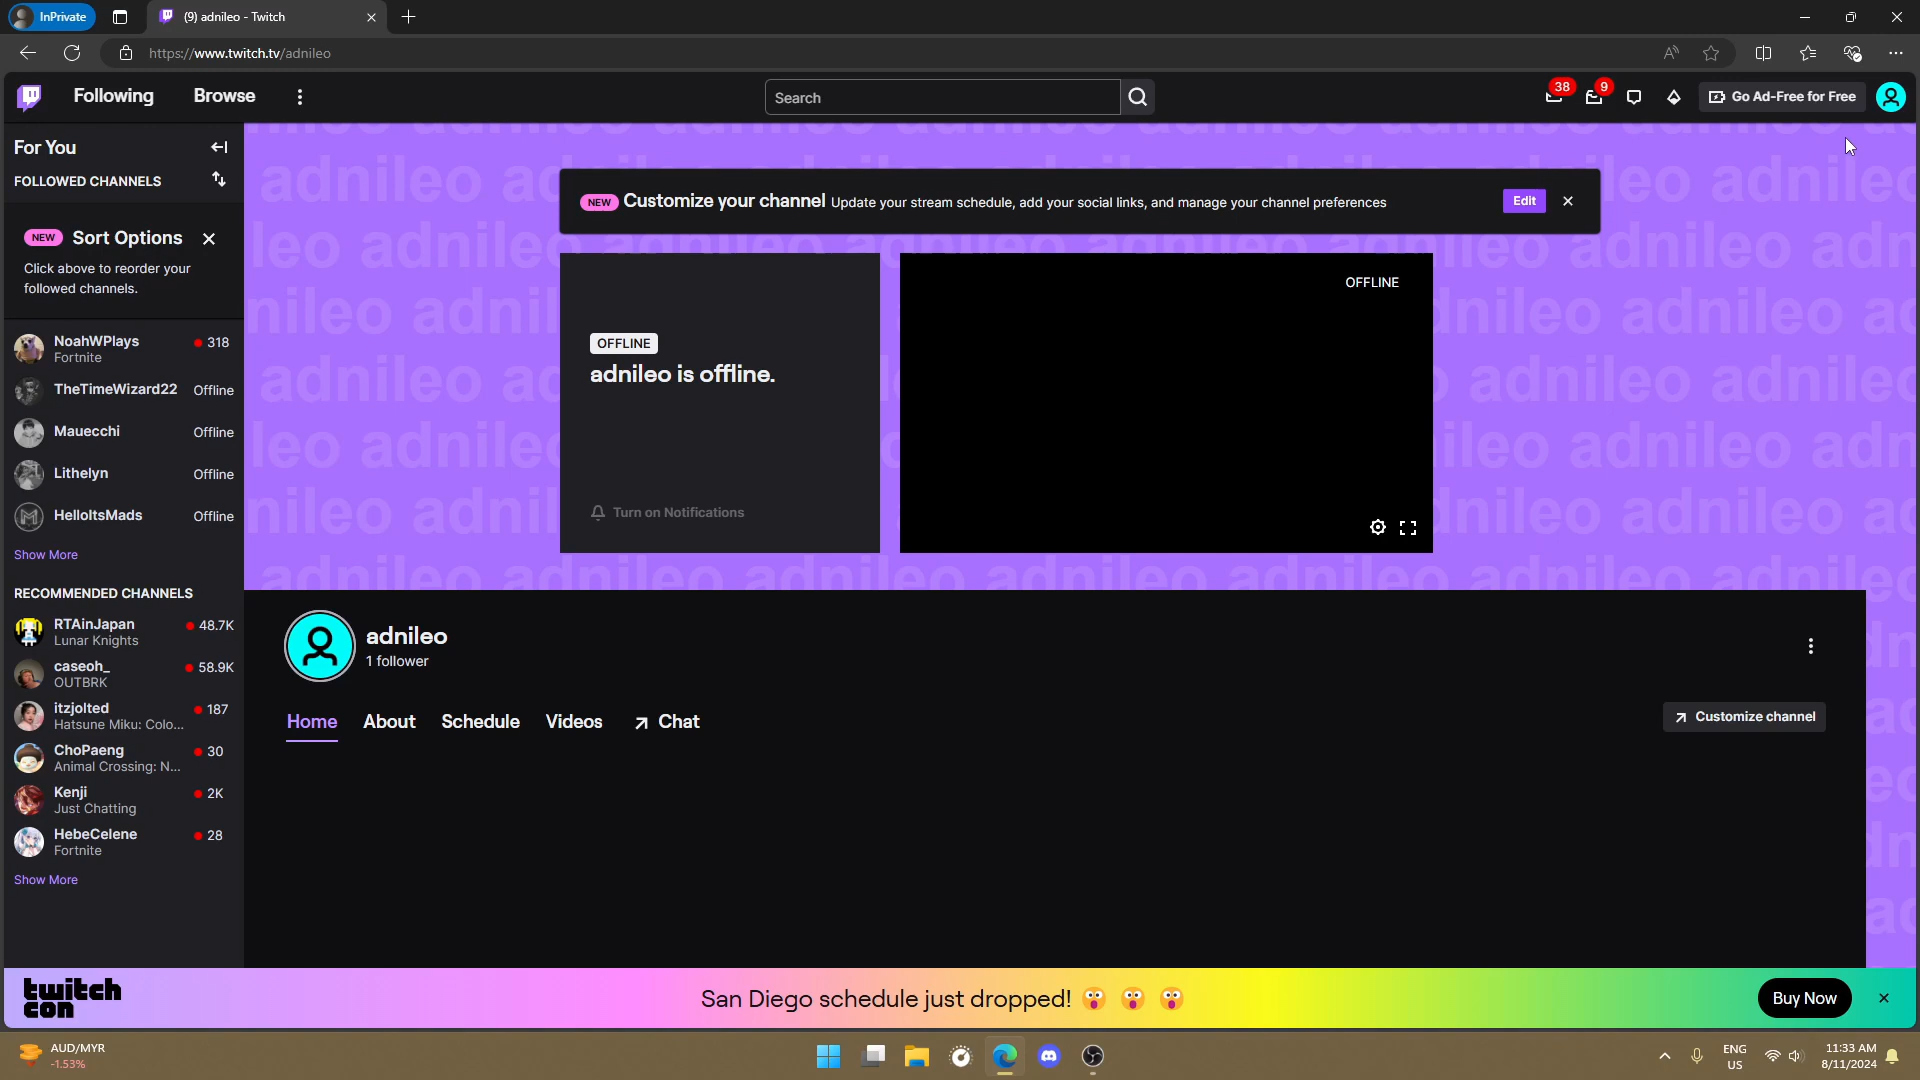 InPrivate
(9) adnileo - Twitch
https://www.twitch.tv/adnileo
Following
Browse
Search
38
9
Go Ad-Free for Free
For You
FOLLOWED CHANNELS
NEW Sort Options
Click above to reorder your
followed channels.
NoahWPlays 318
Fortnite
TheTimeWizard22 Offline
Mauecchi Offline
Lithelyn Offline
HelloItsMads Offline
Show More
RECOMMENDED CHANNELS
RTAinJapan 48.7K
Lunar Knights
caseoh_ 58.9K
OUTBRK
itzjolted 187
Hatsune Miku: Colo...
ChoPaeng 30
Animal Crossing: N...
Kenji 2K
Just Chatting
HebeCelene 28
Fortnite
Show More
NEW Customize your channel Update your stream schedule, add your social links, and manage your channel preferences Edit
OFFLINE
OFFLINE
adnileo is offline.
Turn on Notifications
adnileo
1 follower
Home About Schedule Videos Chat
Customize channel
twitch
con
San Diego schedule just dropped!
Buy Now
AUD/MYR
-1.53%
ENG
US
11:33 AM
8/11/2024